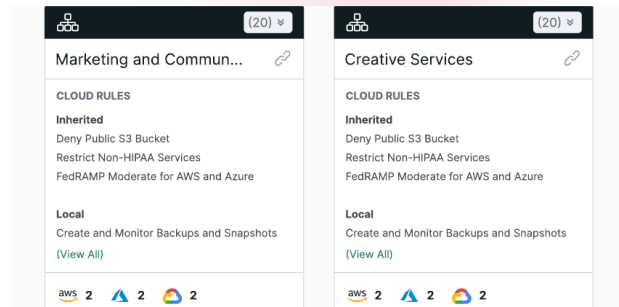 (20)
Marketing and Commun...
CLOUD RULES
Inherited
Deny Public S3 Bucket
Restrict Non-HIPAA Services
FedRAMP Moderate for AWS and Azure
Local
Create and Monitor Backups and Snapshots
(View All)
aws 2 2 2
(20)
Creative Services
CLOUD RULES
Inherited
Deny Public S3 Bucket
Restrict Non-HIPAA Services
FedRAMP Moderate for AWS and Azure
Local
Create and Monitor Backups and Snapshots
(View All)
aws 2 2 2